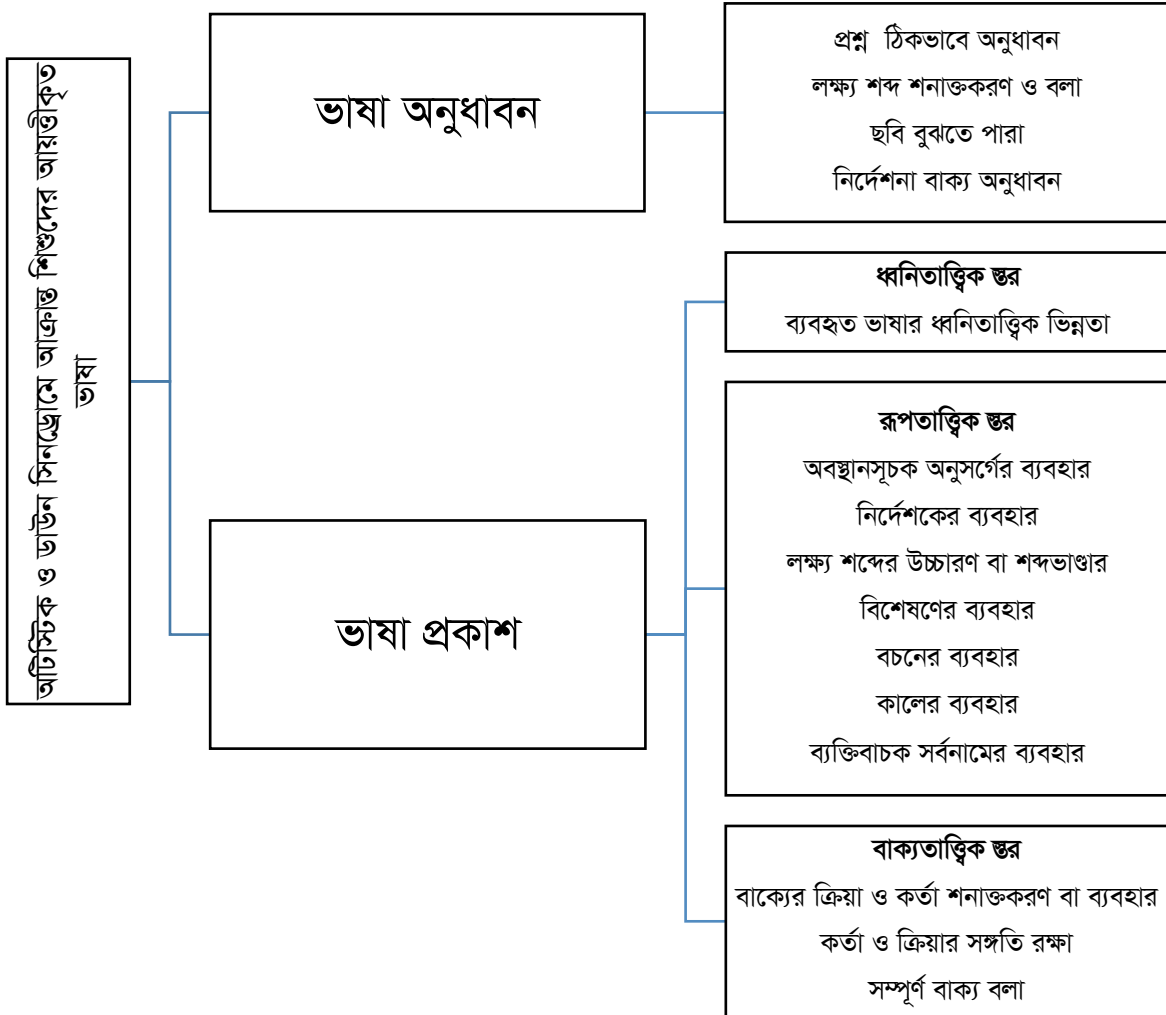 অটিস্টিক ও ডাউন সিনড্রোমে আক্রান্ত শিশুদের আয়ত্তীকৃত
ভাষা
ভাষা অনুধাবন
প্রশ্ন ঠিকভাবে অনুধাবন
লক্ষ্য শব্দ শনাক্তকরণ ও বলা
ছবি বুঝতে পারা
নির্দেশনা বাক্য অনুধাবন
ভাষা প্রকাশ
ধ্বনিতাত্ত্বিক স্তর
ব্যবহৃত ভাষার ধ্বনিতাত্ত্বিক ভিন্নতা
রূপতাত্ত্বিক স্তর
অবস্থানসূচক অনুসর্গের ব্যবহার
নির্দেশকের ব্যবহার
লক্ষ্য শব্দের উচ্চারণ বা শব্দভাণ্ডার
বিশেষণের ব্যবহার
বচনের ব্যবহার
কালের ব্যবহার
ব্যক্তিবাচক সর্বনামের ব্যবহার
বাক্যতাত্ত্বিক স্তর
বাক্যের ক্রিয়া ও কর্তা শনাক্তকরণ বা ব্যবহার
কর্তা ও ক্রিয়ার সঙ্গতি রক্ষা
সম্পূর্ণ বাক্য বলা